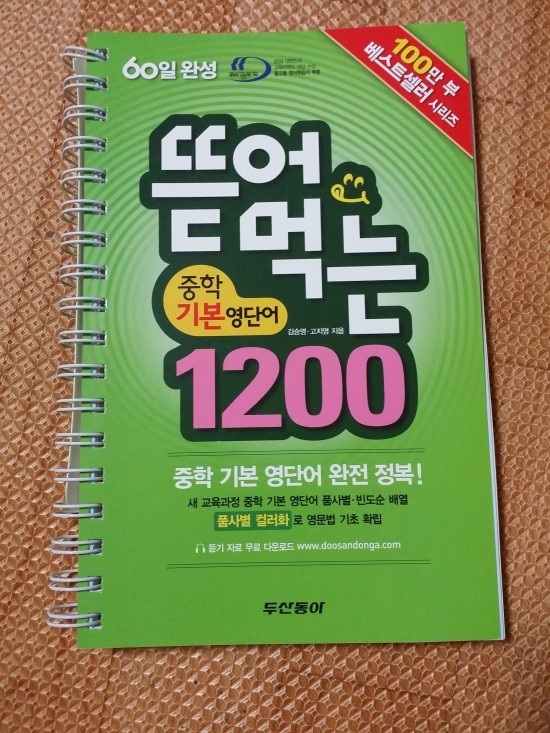 60일 완성
100만 부
베스트셀러 시리즈
뜯어
먹는
중학
기본 영단어
김승영·고지영 지음
1200
중학 기본 영단어 완전 정복!
새 교육과정 중학 기본 영단어 품사별·빈도순 배열
품사별 컬러화로 영문법 기초 확립
듣기 자료 무료 다운로드 www.doosandonga.com
두산동아